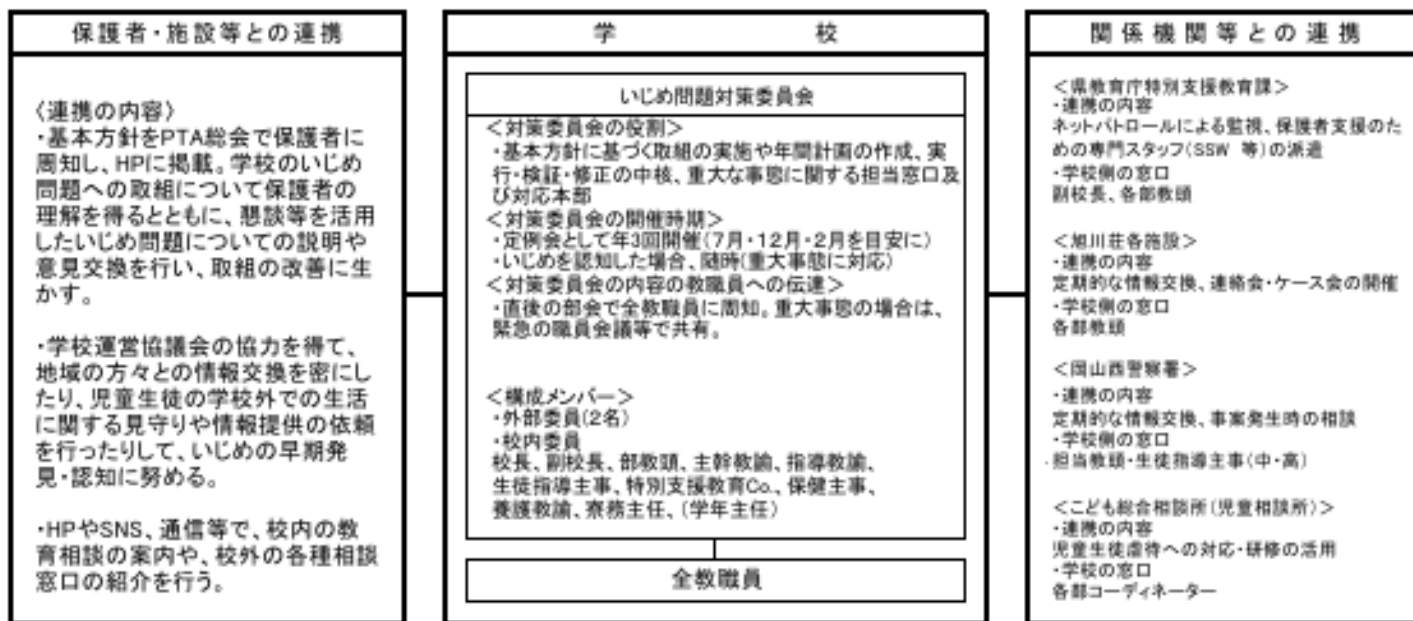 保護者・施設等との連携
〈連携の内容〉
・基本方針をPTA総会で保護者に
周知し、HPに掲載。学校のいじめ
問題への取組について保護者の
理解を得るとともに、懇談等を活用
したいじめ問題についての説明や
意見交換を行い、取組の改善に生
かす。
・学校運営協議会の協力を得て、
地域の方々との情報交換を密にし
たり、児童生徒の学校外での生活
に関する見守りや情報提供の依頼
を行ったりして、いじめの早期発
見・認知に努める。
・HPやSNS、通信等で、校内の教
育相談の案内や、校外の各種相談
窓口の紹介を行う。
学 校
いじめ問題対策委員会
＜対策委員会の役割＞
・基本方針に基づく取組の実施や年間計画の作成、実
行・検証・修正の中核、重大な事態に関する担当窓口及
び対応本部
＜対策委員会の開催時期＞
・定例会として年3回開催(7月・12月・2月を目安に)
・いじめを認知した場合、随時(重大事態に対応)
＜対策委員会の内容の教職員への伝達＞
・直後の部会で全教職員に周知。重大事態の場合は、
緊急の職員会議等で共有。
＜構成メンバー＞
・外部委員(2名)
・校内委員
校長、副校長、部教頭、主幹教諭、指導教諭、
生徒指導主事、特別支援教育Co.、保健主事、
養護教諭、寮務主任、(学年主任)
全教職員
関係機関等との連携
＜県教育庁特別支援教育課＞
・連携の内容
ネットパトロールによる監視、保護者支援のた
めの専門スタッフ(SSW 等)の派遣
・学校側の窓口
副校長、各部教頭
＜旭川荘各施設＞
・連携の内容
定期的な情報交換、連絡会・ケース会の開催
・学校側の窓口
各部教頭
＜岡山西警察署＞
・連携の内容
定期的な情報交換、事案発生時の相談
・学校側の窓口
担当教頭・生徒指導主事(中・高)
＜こども総合相談所(児童相談所)＞
・連携の内容
児童生徒虐待への対応・研修の活用
・学校の窓口
各部コーディネーター